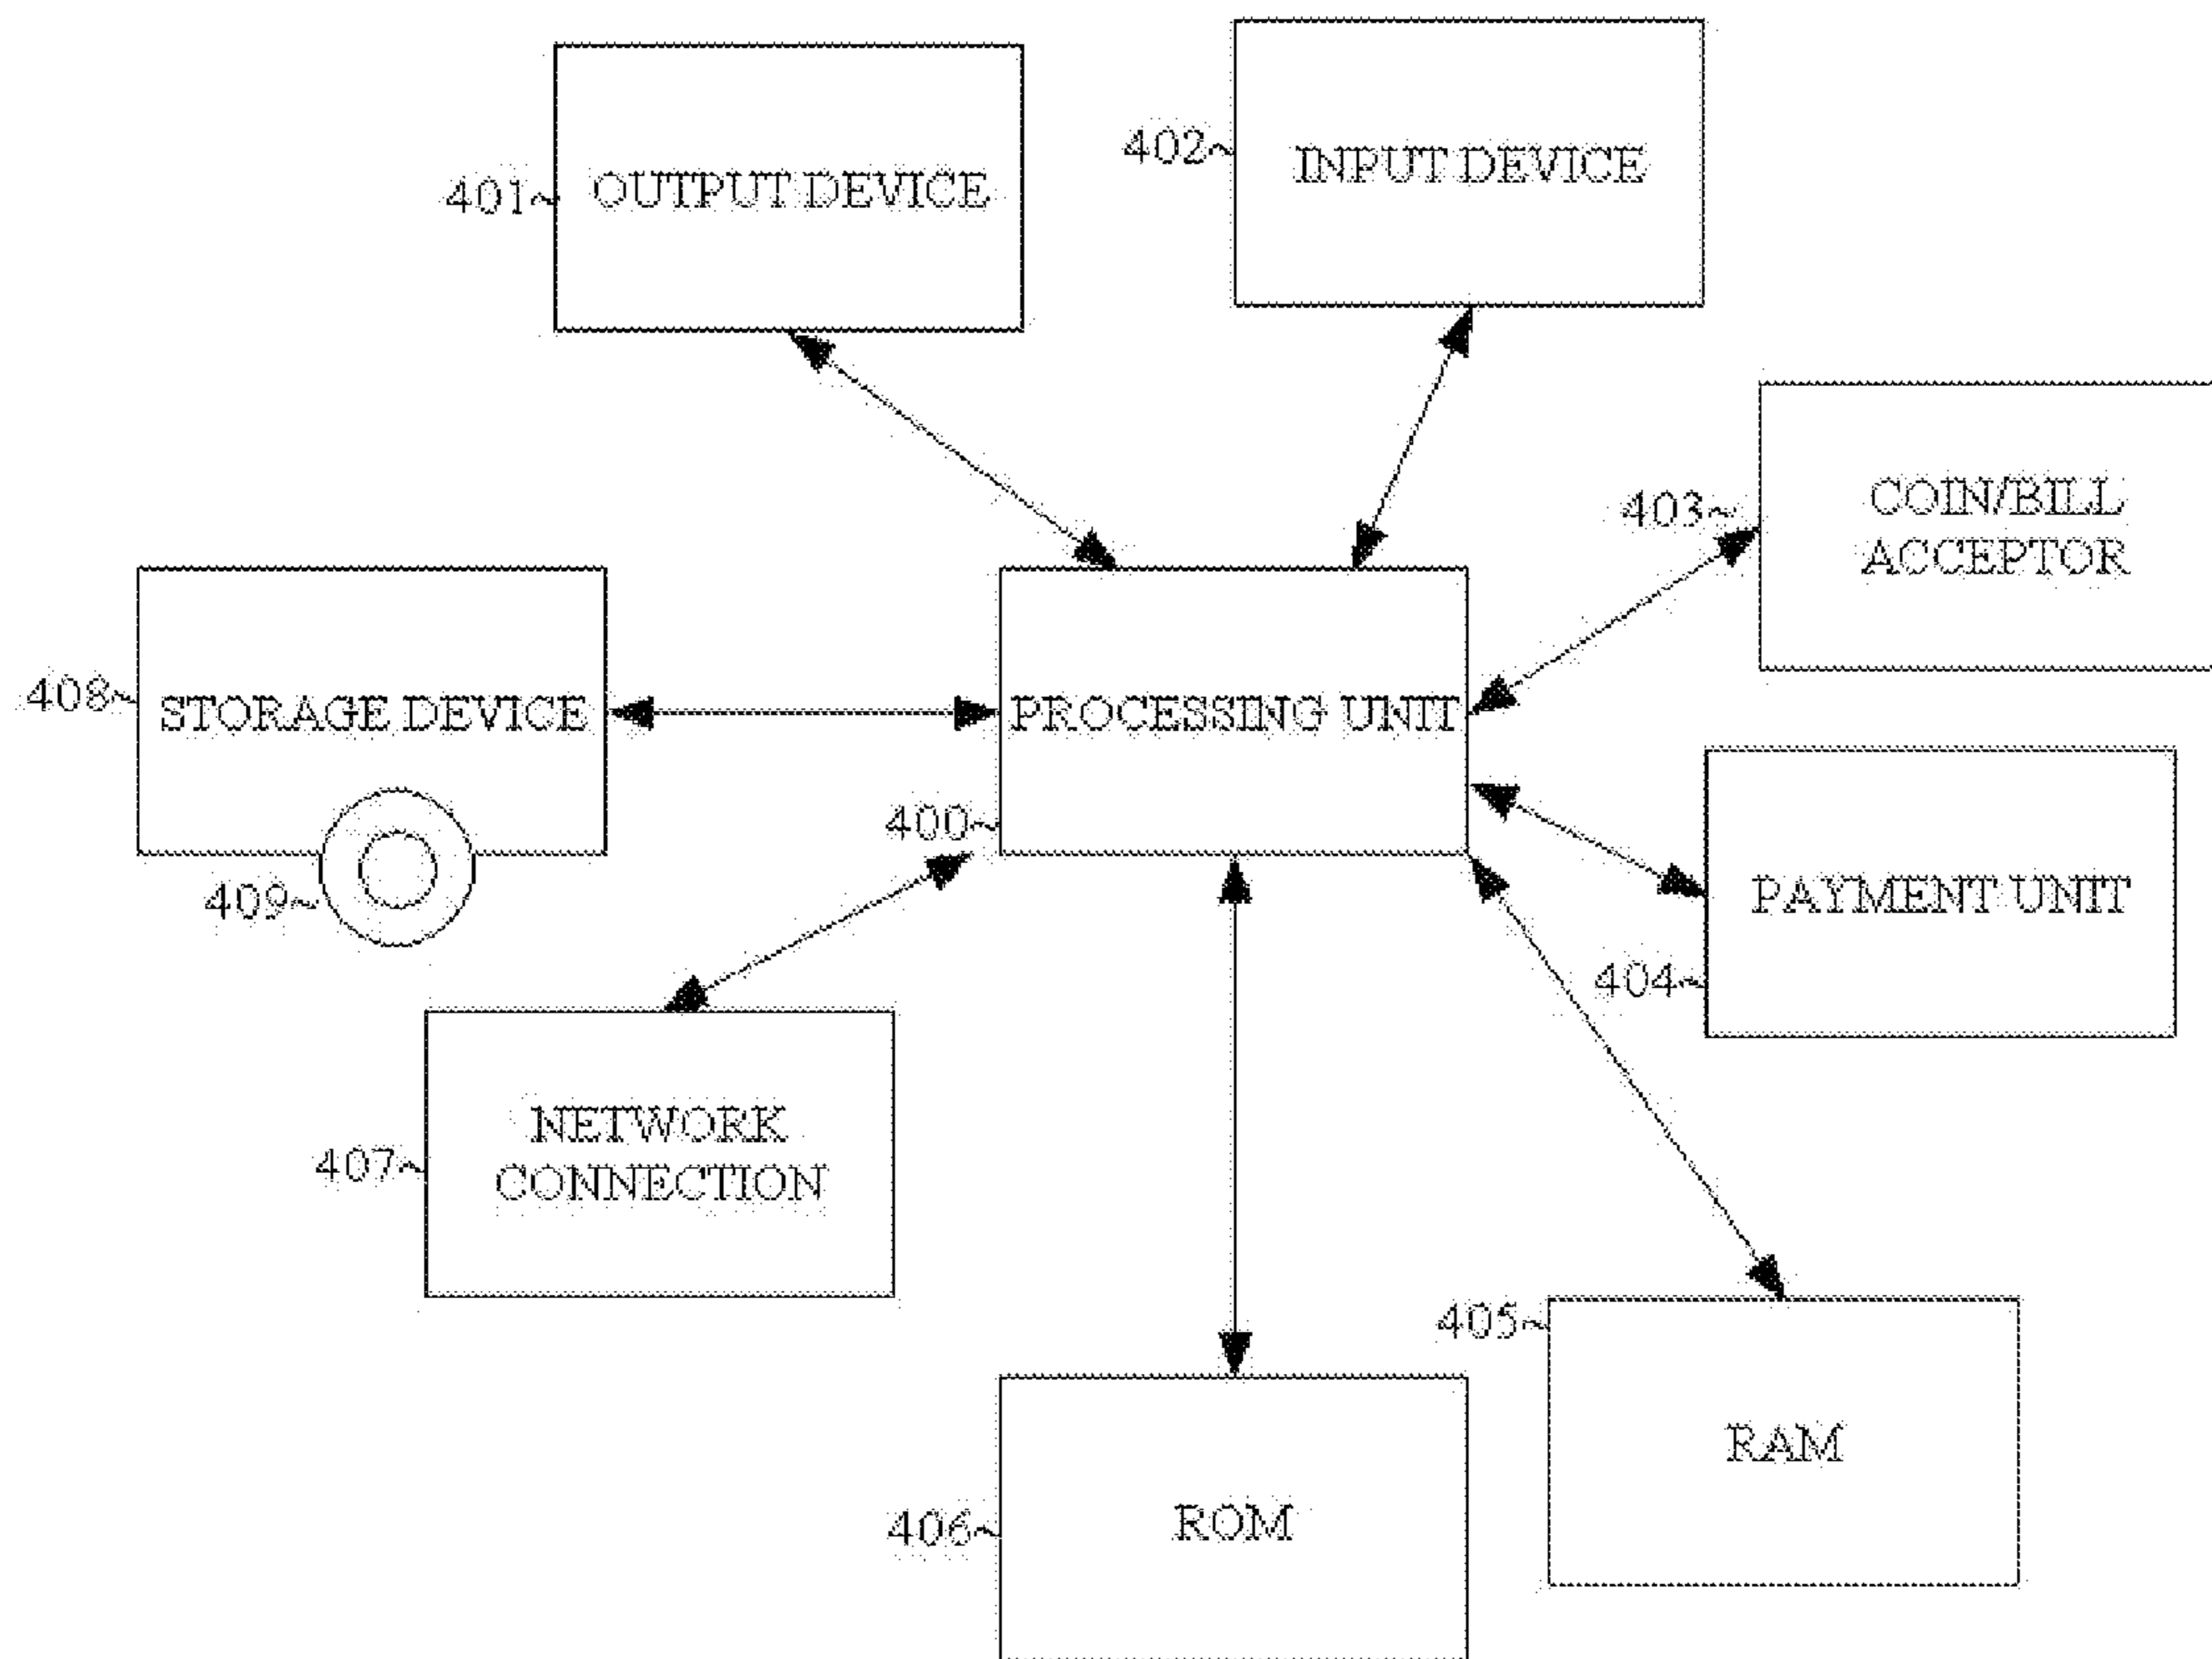 402~
INPUT DEVICE
401~
OUTPUT DEVICE
403~
COIN/BILL
ACCEPTOR
408~
STORAGE DEVICE
PROCESSING UNIT
400~
409~
PAYMENT UNIT
404~
NETWORK
CONNECTION
407~
405~
RAM
406~
ROM